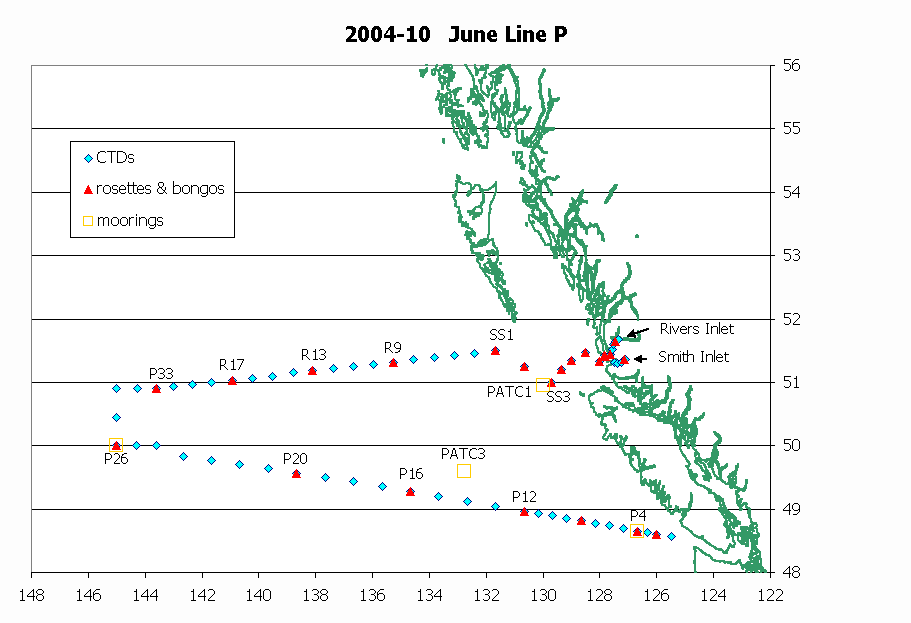 2004-10 June Line P
56
55
54
53
52
51
50
49
48
CTDs
rosettes & bongos
moorings
Rivers Inlet
Smith Inlet
SS1
R9
R13
R17
P33
PATC1
SS3
P26
P20
PATC3
P16
P12
P4
148 146 144 142 140 138 136 134 132 130 128 126 124 122